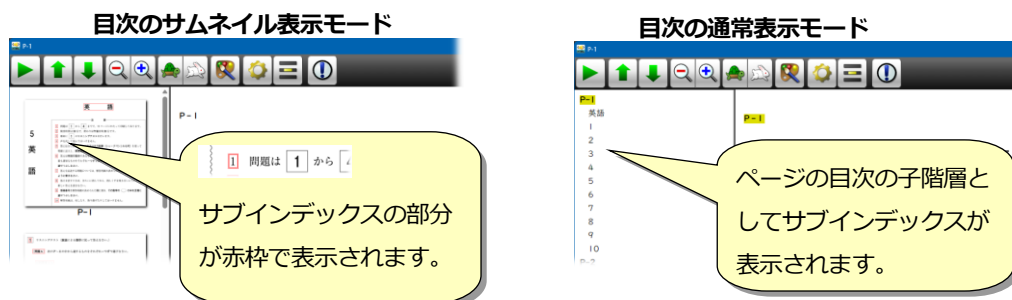 目次のサムネイル表示モード
P-1
英 語
5
英
語
P-1
P-1
1 問題は 1 から
サブインデックスの部分
が赤枠で表示されます。
目次の通常表示モード
P-1
P-1
英語
1
2
3
4
5
6
7
8
9
10
P-2
P-1
ページの目次の子階層と
してサブインデックスが
表示されます。